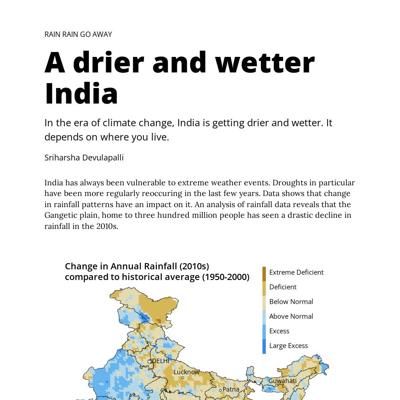 RAIN RAIN GO AWAY
A drier and wetter
India
In the era of climate change, India is getting drier and wetter. It
depends on where you live.
Sriharsha Devulapalli
India has always been vulnerable to extreme weather events. Droughts in particular
have been more regularly reoccuring in the last few years. Data shows that change
in rainfall patterns have an impact on it. An analysis of rainfall data reveals that the
Gangetic plain, home to three hundred million people has seen a drastic decline in
rainfall in the 2010s.
Change in Annual Rainfall (2010s)
compared to historical average (1950-2000)
Extreme Deficient
Deficient
Below Normal
Above Normal
Excess
Large Excess
DELHI
Lucknow
Patna
Guwahati